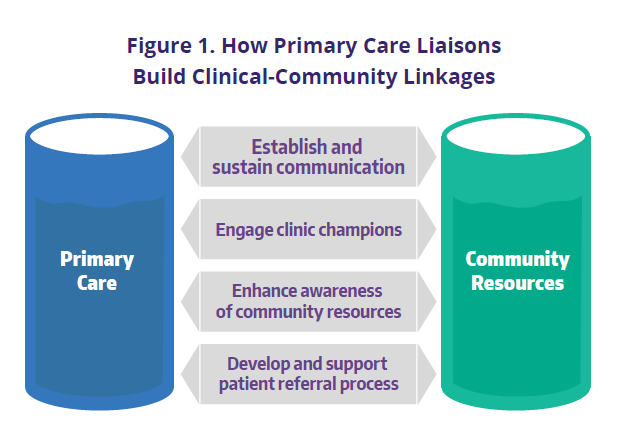 Figure 1. How Primary Care Liaisons
Build Clinical-Community Linkages
Establish and
sustain communication
Engage clinic champions
Primary
Care
Community
Resources
Enhance awareness
of community resources
Develop and support
patient referral process